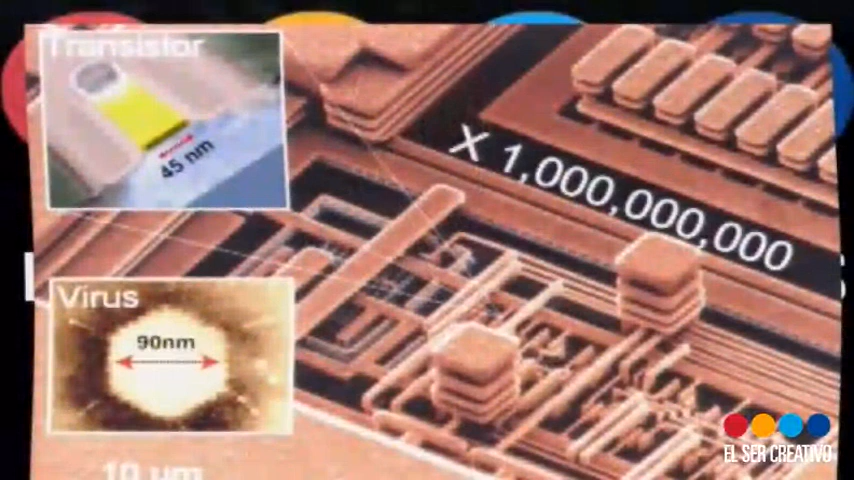 Transistor
45 nm
X 1,000,000,000
Virus
90nm
10 µm
EL SER CREATIVO